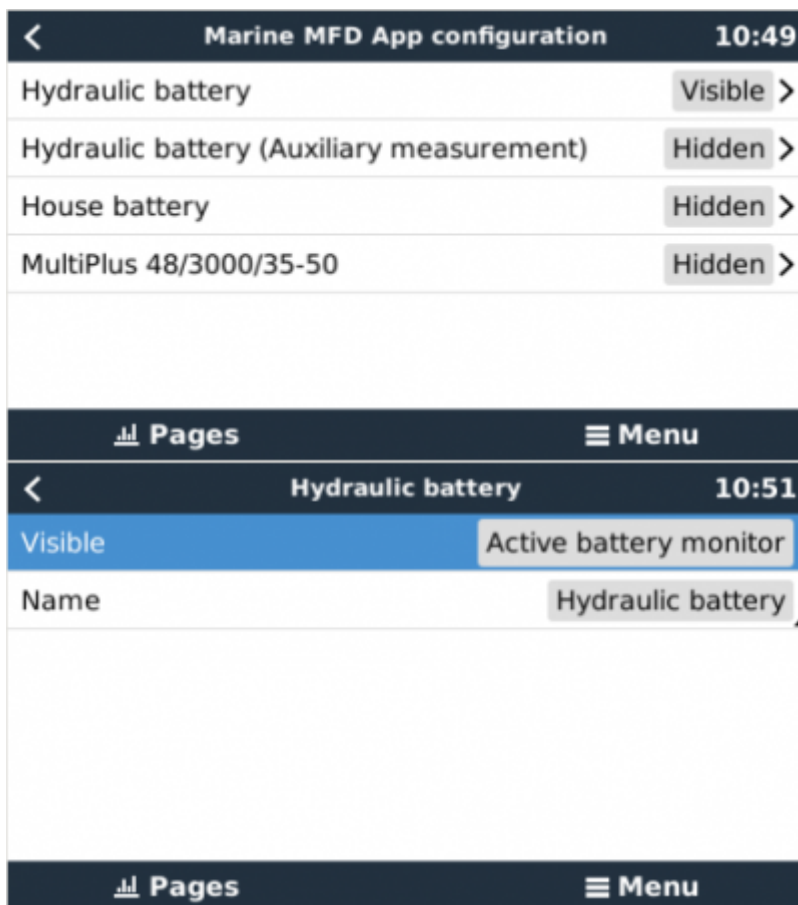 Marine MFD App configuration 10:49
Hydraulic battery Visible
Hydraulic battery (Auxiliary measurement) Hidden
House battery Hidden
MultiPlus 48/3000/35-50 Hidden
Pages Menu
Hydraulic battery 10:51
Visible Active battery monitor
Name Hydraulic battery
Pages Menu